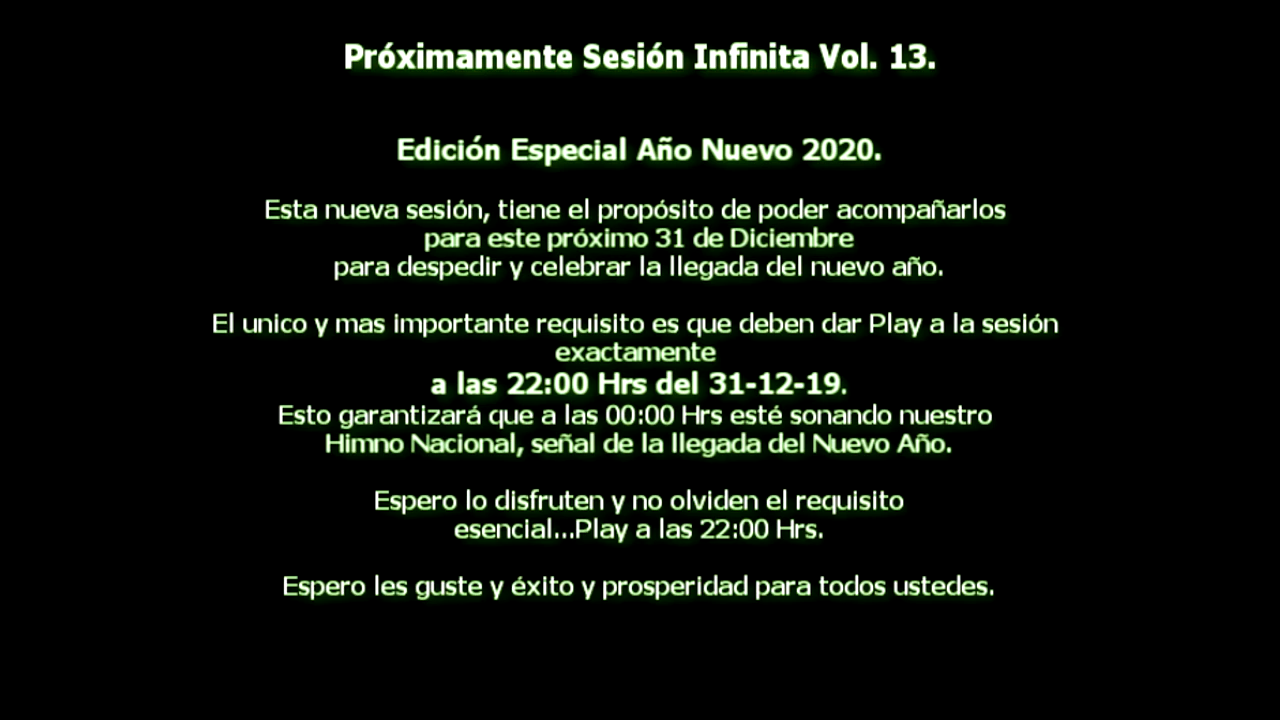 Próximamente Sesión Infinita Vol. 13.
Edición Especial Año Nuevo 2020.
Esta nueva sesión, tiene el propósito de poder acompañarlos
para este próximo 31 de Diciembre
para despedir y celebrar la llegada del nuevo año.
El unico y mas importante requisito es que deben dar Play a la sesión
exactamente
a las 22:00 Hrs del 31-12-19.
Esto garantizará que a las 00:00 Hrs esté sonando nuestro
Himno Nacional, señal de la llegada del Nuevo Año.
Espero lo disfruten y no olviden el requisito
esencial...Play a las 22:00 Hrs.
Espero les guste y éxito y prosperidad para todos ustedes.